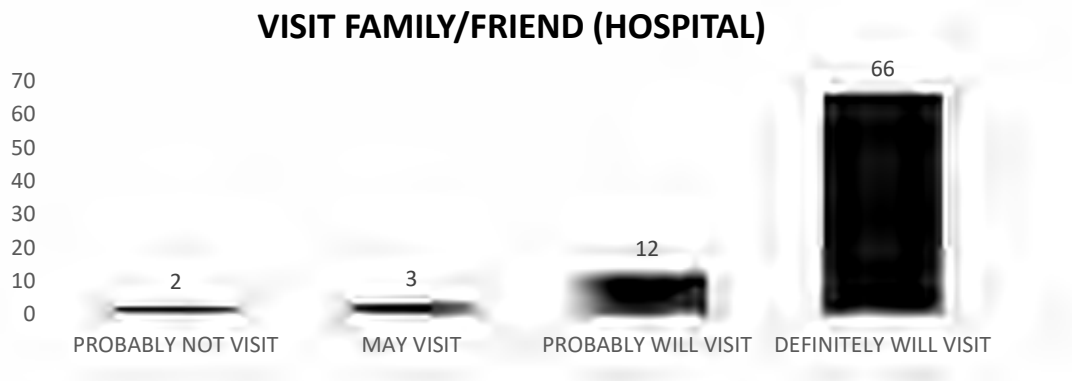 VISIT FAMILY/FRIEND (HOSPITAL)
70
60
50
40
30
20
10
0
2
3
12
66
PROBABLY NOT VISIT
MAY VISIT
PROBABLY WILL VISIT
DEFINITELY WILL VISIT